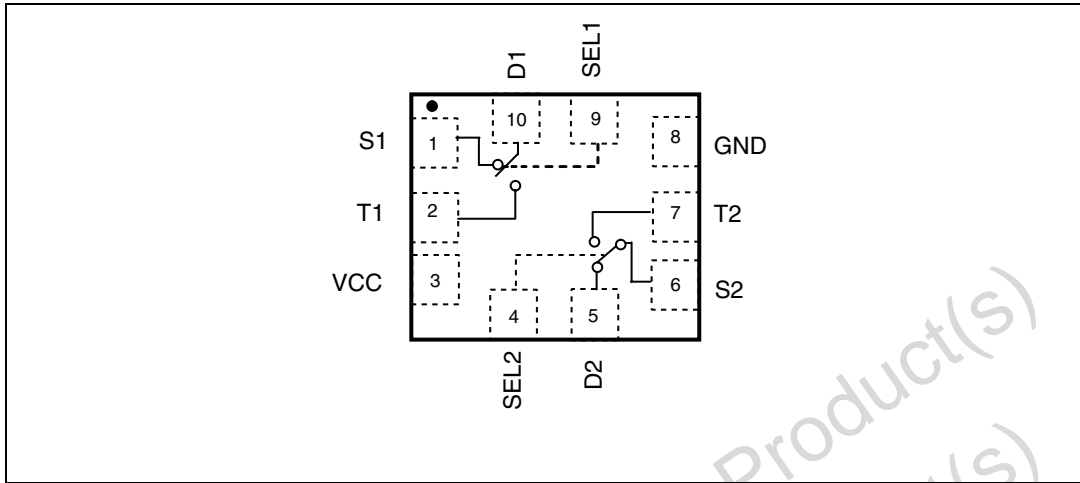 D1
SEL1
10
9
S1
1
8
GND
T1
2
7
T2
VCC
3
6
S2
4
5
SEL2
D2
Product(s)